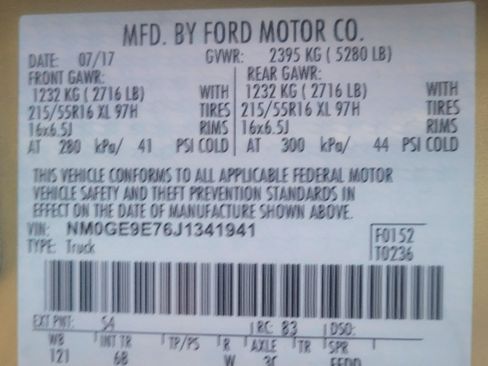 MFD. BY FORD MOTOR CO.
DATE: 07/17 GVWR: 2395 KG ( 5280 LB)
FRONT GAWR: REAR GAWR:
1232 KG ( 2716 LB) WITH 1232 KG ( 2716 LB) WITH
215/55R16 XL 97H TIRES 215/55R16 XL 97H TIRES
16x6.5J RIMS 16x6.5J RIMS
AT 280 kPa/ 41 PSI COLD AT 300 kPa/ 44 PSI COLD
THIS VEHICLE CONFORMS TO ALL APPLICABLE FEDERAL MOTOR
VEHICLE SAFETY AND THEFT PREVENTION STANDARDS IN
EFFECT ON THE DATE OF MANUFACTURE SHOWN ABOVE.
VIN: NM0GE9E76J1341941 F0152
TYPE: Truck T0236
EXT PNT: S4 RC: 83 DSO:
WB INT TR TP/PS R AXLE TR SPR
121 68 W